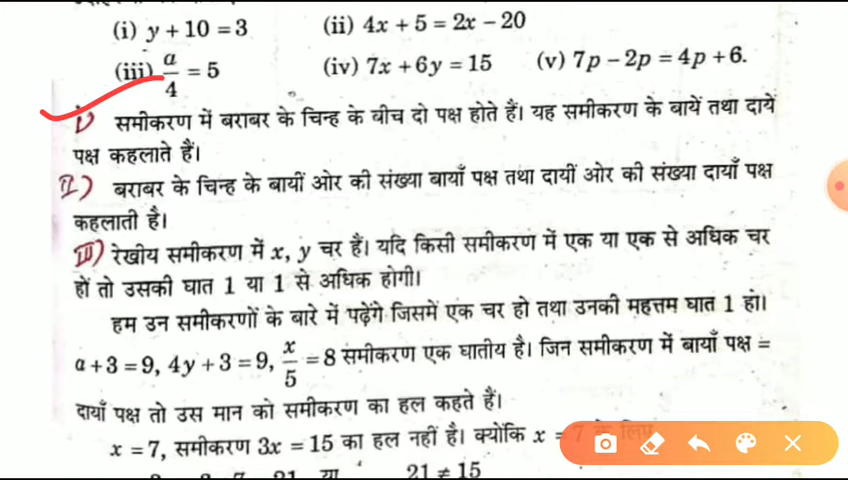 (i) y + 10 = 3 (ii) 4x + 5 = 2x − 20
(iii) a/4 = 5 (iv) 7x + 6y = 15 (v) 7p − 2p = 4p + 6.
I) समीकरण में बराबर के चिन्ह के बीच दो पक्ष होते हैं। यह समीकरण के बायें तथा दायें
पक्ष कहलाते हैं।
II) बराबर के चिन्ह के बायीं ओर की संख्या बायाँ पक्ष तथा दायीं ओर की संख्या दायाँ पक्ष
कहलाती है।
III) रेखीय समीकरण में x, y चर हैं। यदि किसी समीकरण में एक या एक से अधिक चर
हों तो उसकी घात 1 या 1 से अधिक होगी।
हम उन समीकरणों के बारे में पढ़ेंगे जिसमें एक चर हो तथा उनकी महत्तम घात 1 हो।
a + 3 = 9, 4y + 3 = 9, x/5 = 8 समीकरण एक घातीय है। जिन समीकरण में बायाँ पक्ष =
दायाँ पक्ष तो उस मान को समीकरण का हल कहते हैं।
x = 7, समीकरण 3x = 15 का हल नहीं है। क्योंकि x = 7 के लिए
21 या 21 ≠ 15